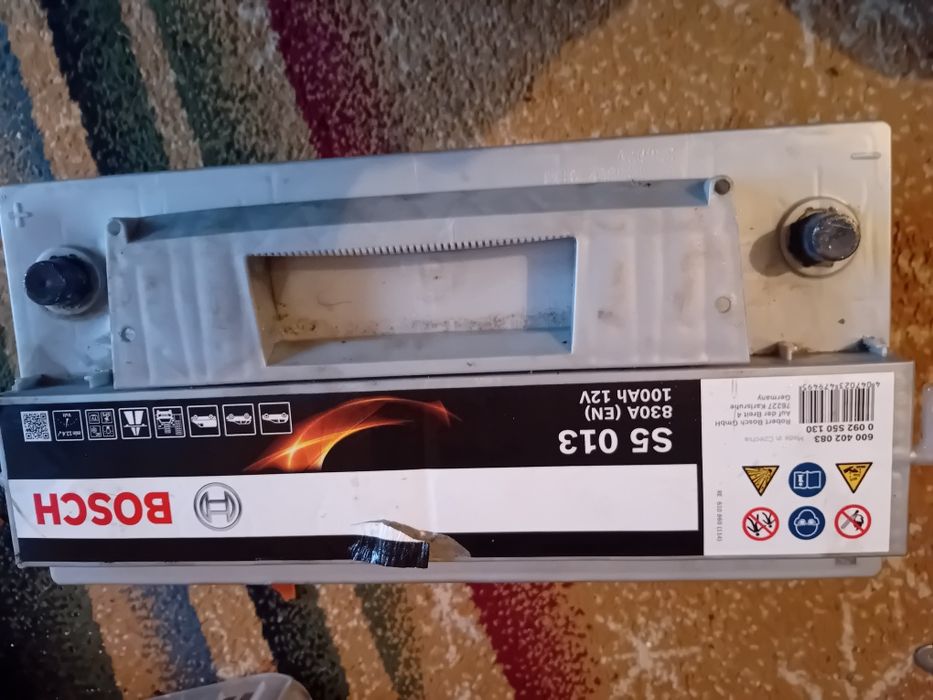 BOSCH
S5 013
830A (EN)
100Ah 12V
600 402 083
0 092 S50 130
Made in Czechia
Robert Bosch GmbH
Auf der Breit 4
76227 Karlsruhe
Germany
+
−